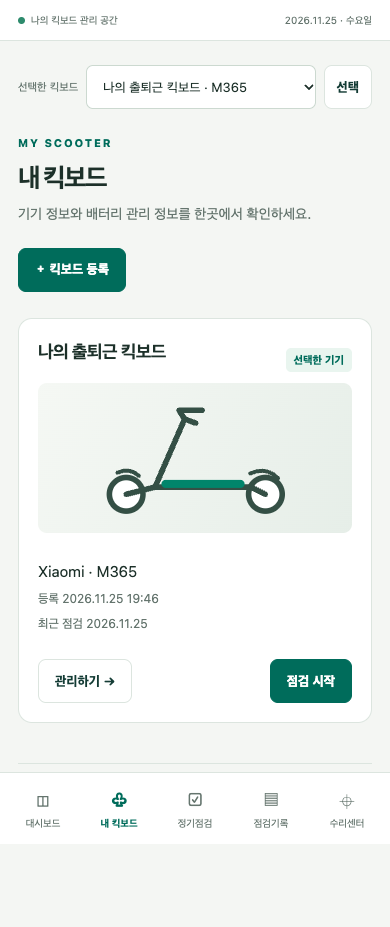 나의 킥보드 관리 공간
2026.11.25 · 수요일
선택한 킥보드
나의 출퇴근 킥보드 · M365
선택
MY SCOOTER
내 킥보드
기기 정보와 배터리 관리 정보를 한곳에서 확인하세요.
+ 킥보드 등록
나의 출퇴근 킥보드
선택한 기기
Xiaomi · M365
등록 2026.11.25 19:46
최근 점검 2026.11.25
관리하기 →
점검 시작
대시보드
내 킥보드
정기점검
점검기록
수리센터